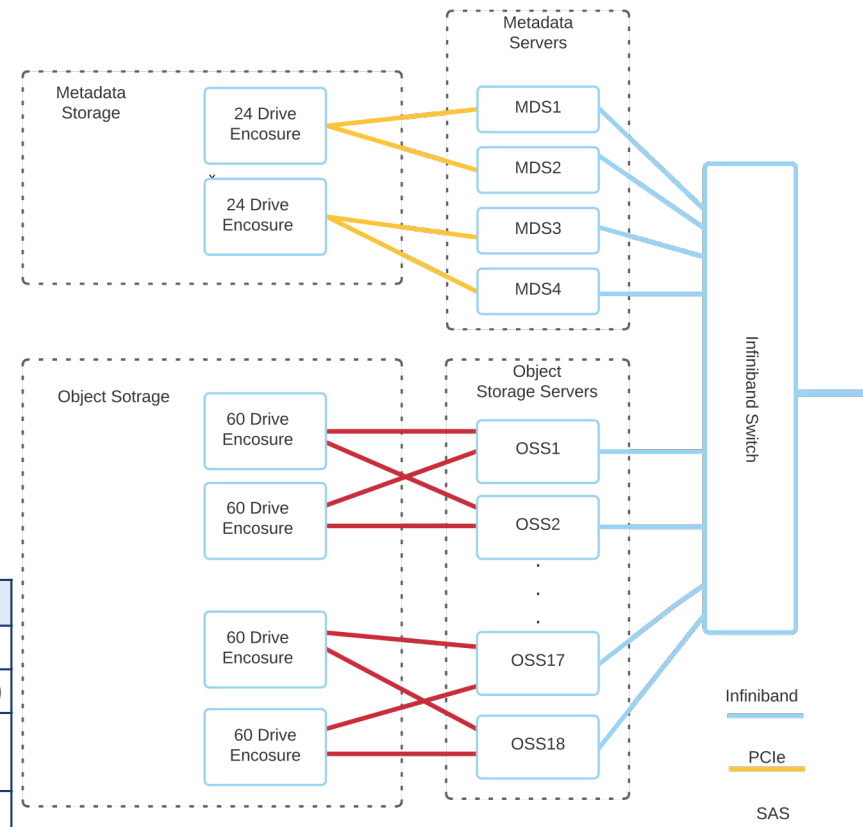 Metadata
Servers
Metadata
Storage
24 Drive
Encosure
MDS1
MDS2
x
24 Drive
Encosure
MDS3
MDS4
Infiniband Switch
Object Sotrage
Object
Storage Servers
60 Drive
Encosure
OSS1
60 Drive
Encosure
OSS2
.
.
.
60 Drive
Encosure
OSS17
60 Drive
Encosure
OSS18
)
Infiniband
PCIe
SAS